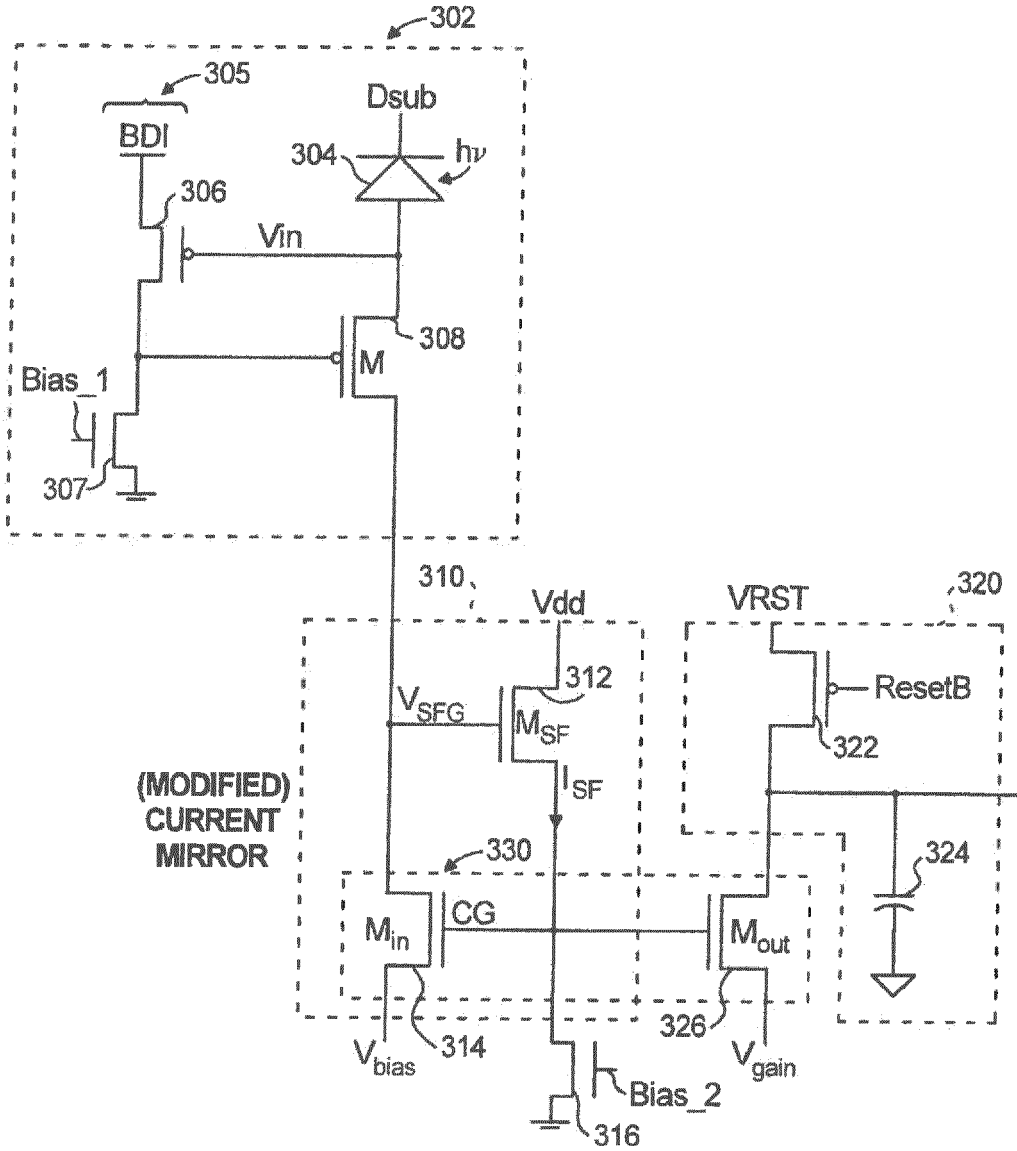 302
305
BDI
Dsub
304
hν
306
Vin
308
M
Bias_1
307
310
Vdd
VRST
320
312
V_SFG
M_SF
ResetB
322
I_SF
(MODIFIED)
CURRENT
MIRROR
330
324
M_in
CG
M_out
314
326
V_bias
V_gain
Bias_2
316